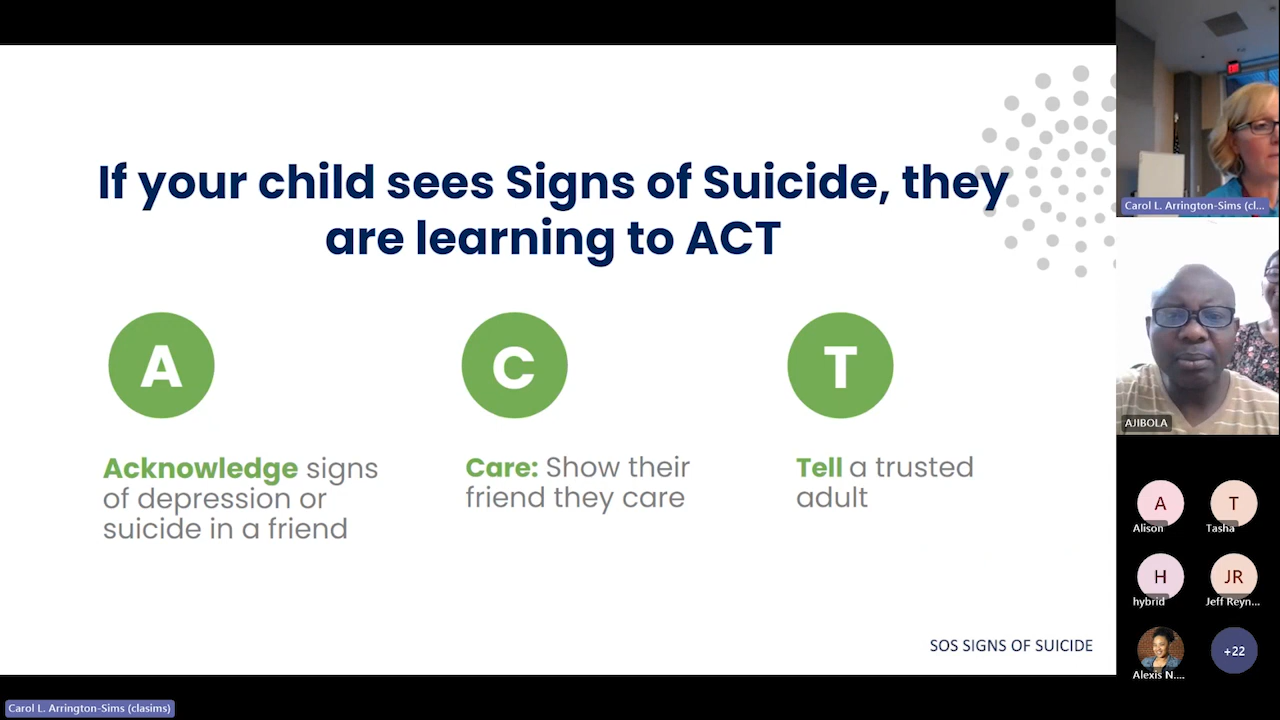 If your child sees Signs of Suicide, they
are learning to ACT
A
C
T
Acknowledge signs
of depression or
suicide in a friend
Care: Show their
friend they care
Tell a trusted
adult
SOS SIGNS OF SUICIDE
Carol L. Arrington-Sims (clasims)
Carol L. Arrington-Sims (cl...
AJIBOLA
A
Alison
T
Tasha
H
hybrid
JR
Jeff Reyn...
Alexis N....
+22